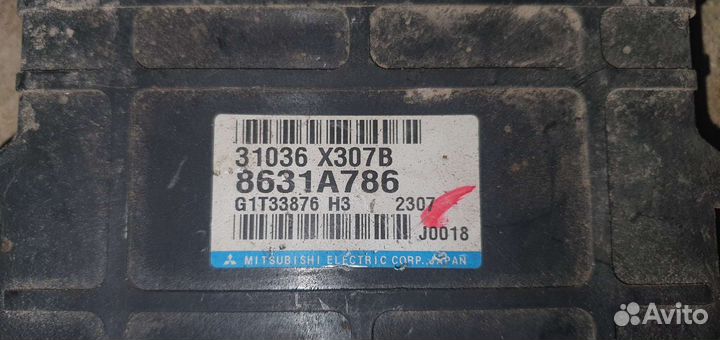 31036 X307B
8631A786
G1T33876 H3 2307
J0018
MITSUBISHI ELECTRIC CORP. JAPAN
Avito